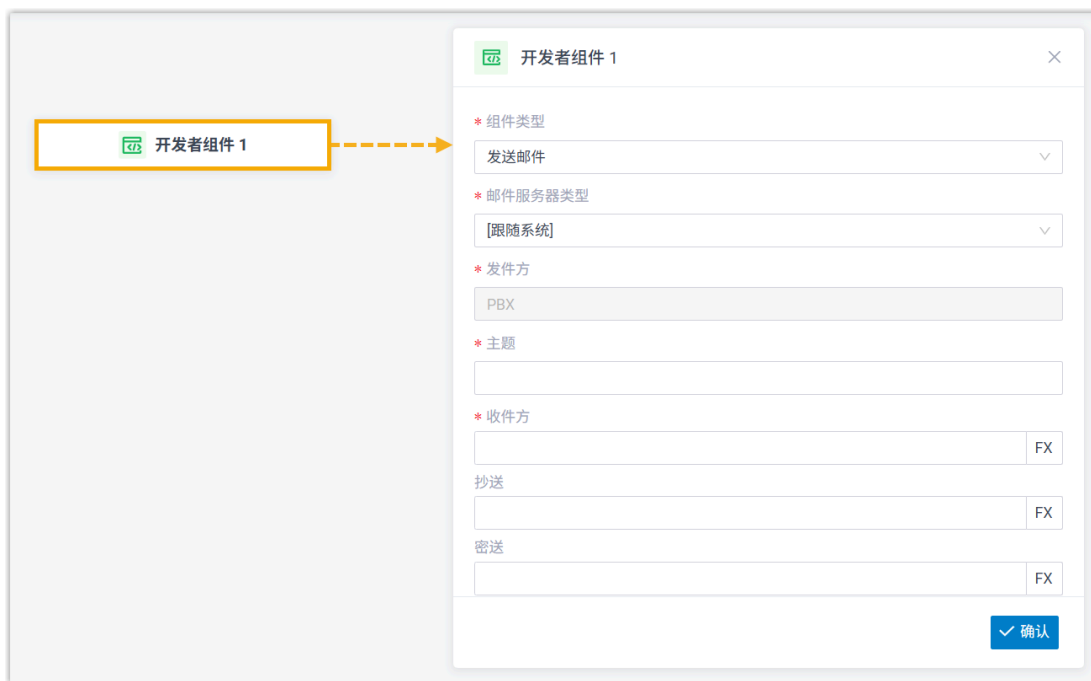 开发者组件 1
开发者组件 1
* 组件类型
发送邮件
* 邮件服务器类型
[跟随系统]
* 发件方
PBX
* 主题
* 收件方
FX
抄送
FX
密送
FX
确认